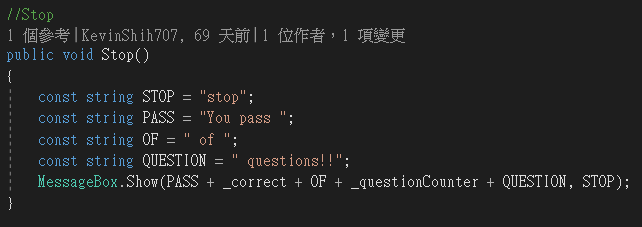 //Stop
1 個參考|KevinShih707, 69 天前|1 位作者，1 項變更
public void Stop()
{
const string STOP = "stop";
const string PASS = "You pass ";
const string OF = " of ";
const string QUESTION = " questions!!";
MessageBox.Show(PASS + _correct + OF + _questionCounter + QUESTION, STOP);
}